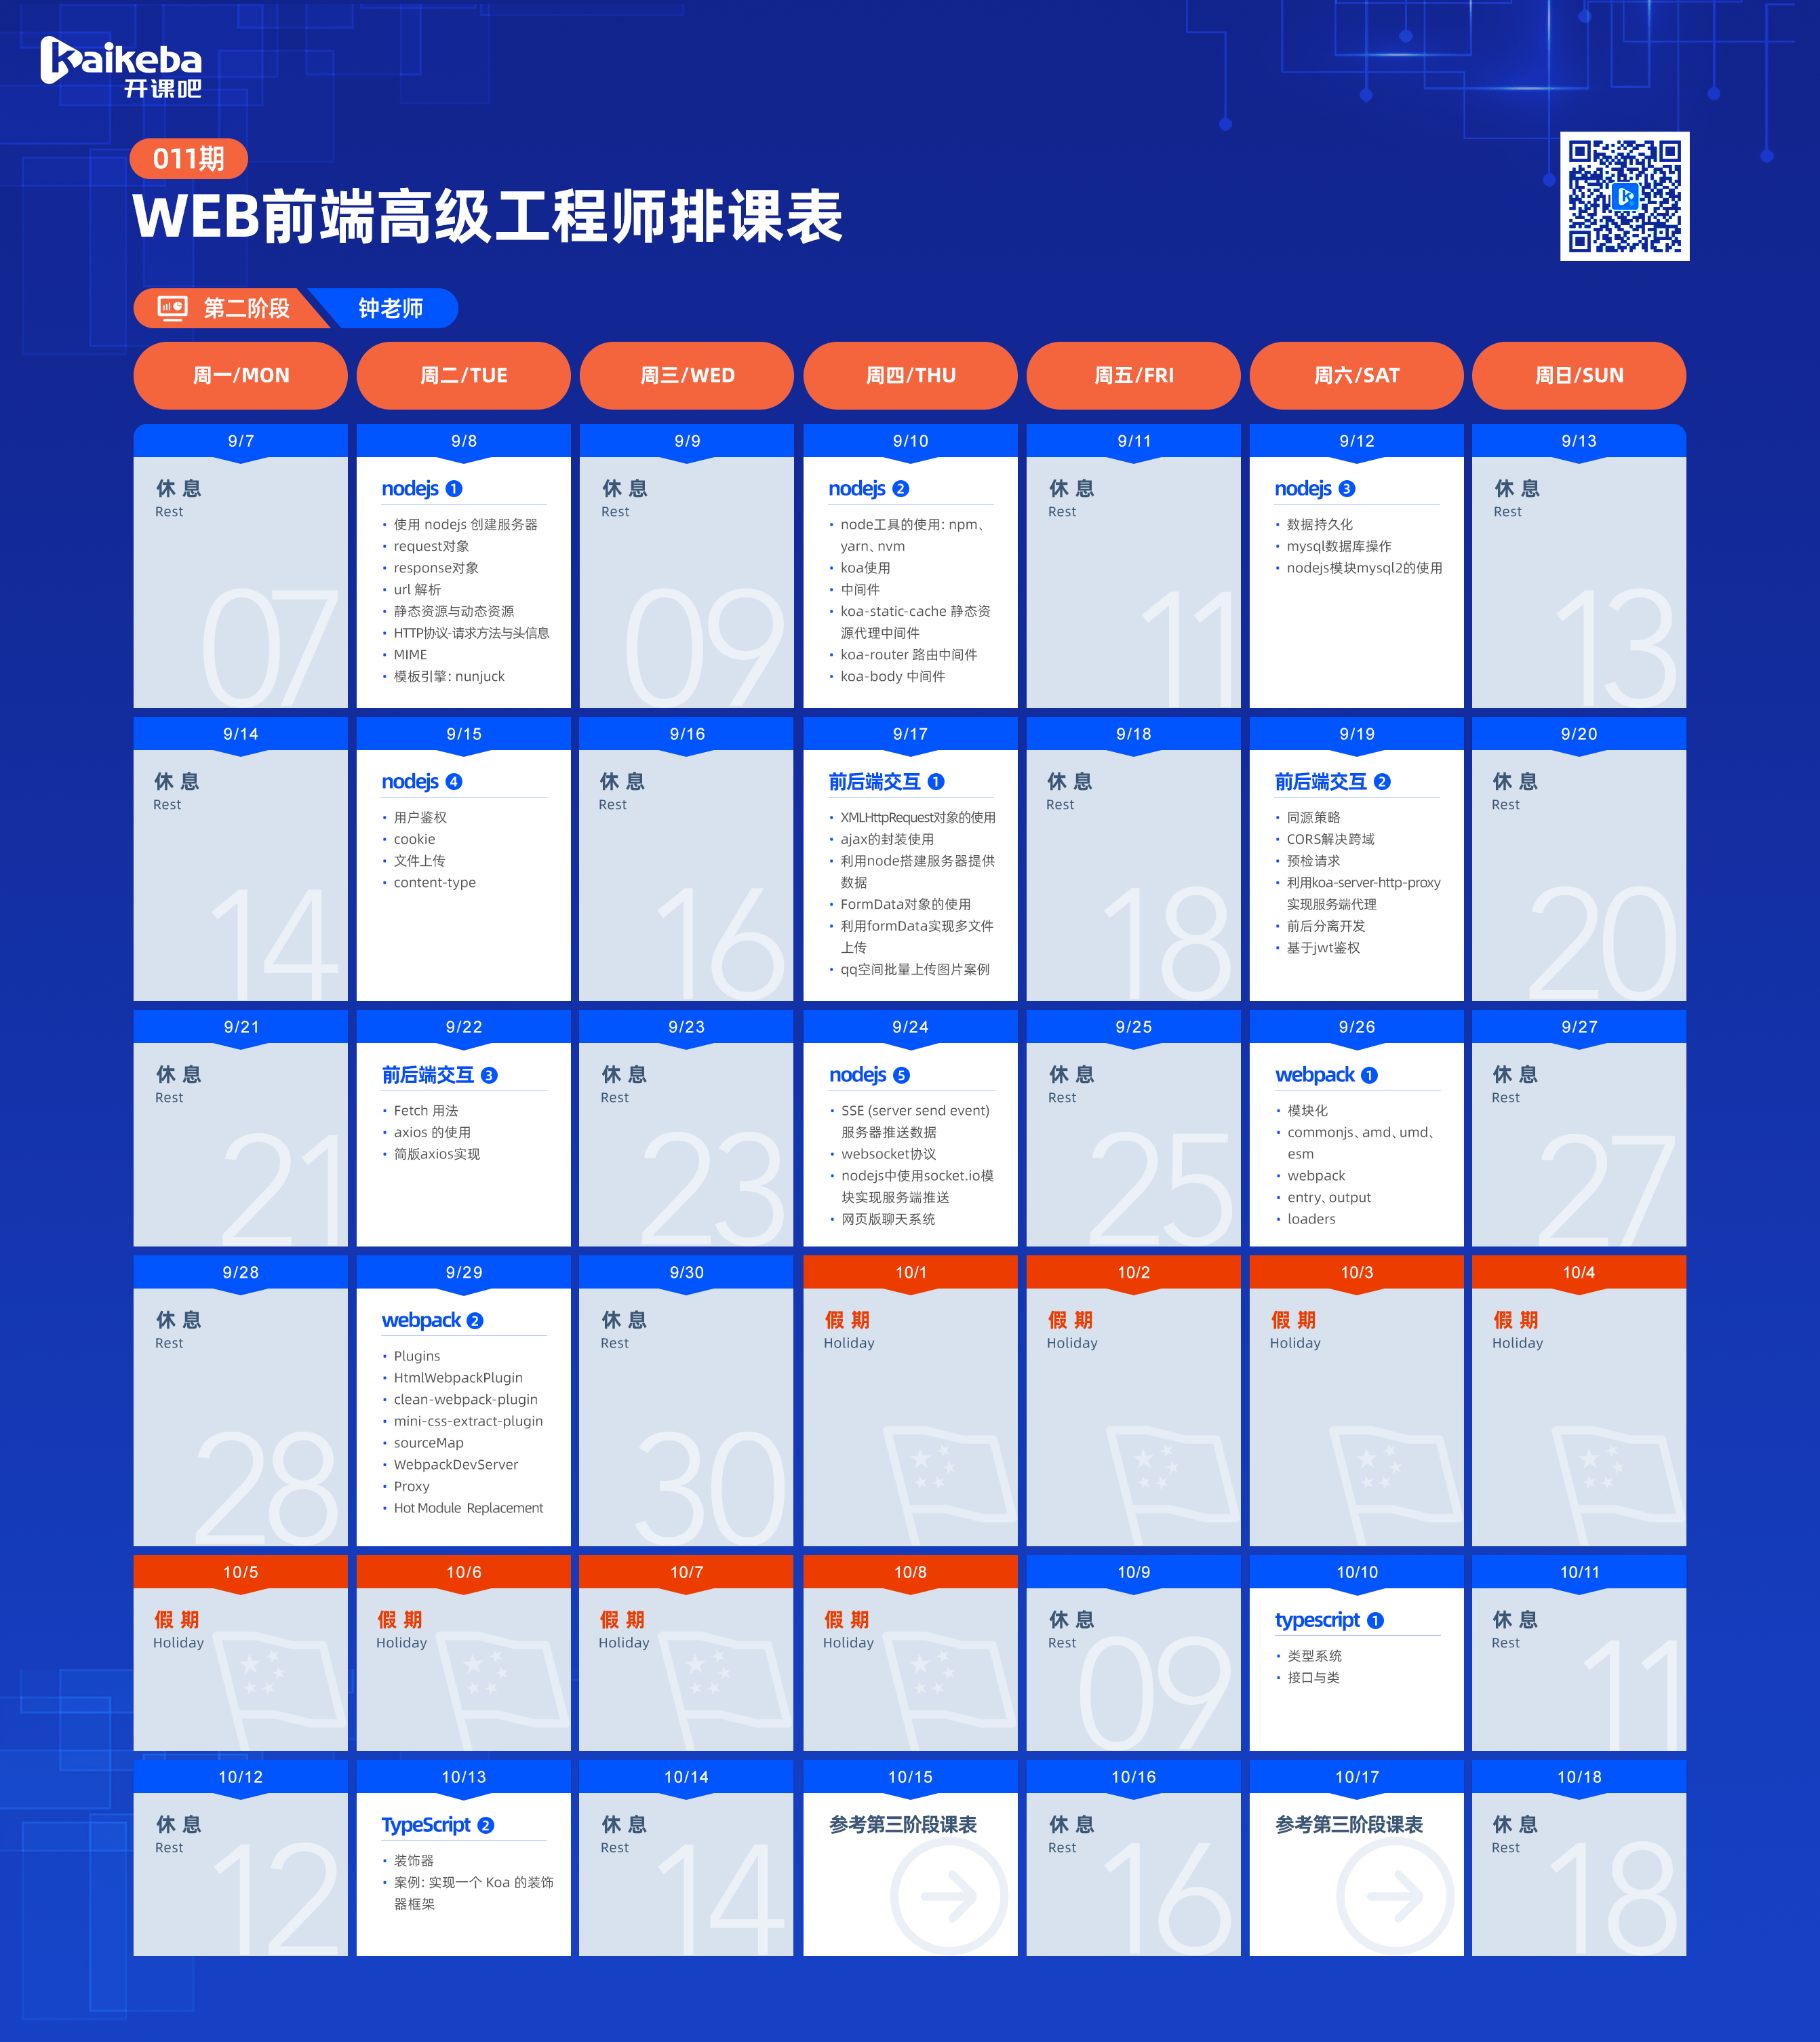 kaikeba
开课吧
011期
WEB前端高级工程师排课表
第二阶段 钟老师
周一/MON 周二/TUE 周三/WED 周四/THU 周五/FRI 周六/SAT 周日/SUN
9/7
休 息
Rest
07
9/8
nodejs 1
• 使用 nodejs 创建服务器
• request对象
• response对象
• url 解析
• 静态资源与动态资源
• HTTP协议-请求方法与头信息
• MIME
• 模板引擎: nunjuck
9/9
休 息
Rest
09
9/10
nodejs 2
• node工具的使用: npm、
yarn、nvm
• koa使用
• 中间件
• koa-static-cache 静态资
源代理中间件
• koa-router 路由中间件
• koa-body 中间件
9/11
休 息
Rest
11
9/12
nodejs 3
• 数据持久化
• mysql数据库操作
• nodejs模块mysql2的使用
9/13
休 息
Rest
13
9/14
休 息
Rest
14
9/15
nodejs 4
• 用户鉴权
• cookie
• 文件上传
• content-type
9/16
休 息
Rest
16
9/17
前后端交互 1
• XMLHttpRequest对象的使用
• ajax的封装使用
• 利用node搭建服务器提供
数据
• FormData对象的使用
• 利用formData实现多文件
上传
• qq空间批量上传图片案例
9/18
休 息
Rest
18
9/19
前后端交互 2
• 同源策略
• CORS解决跨域
• 预检请求
• 利用koa-server-http-proxy
实现服务端代理
• 前后分离开发
• 基于jwt鉴权
9/20
休 息
Rest
20
9/21
休 息
Rest
21
9/22
前后端交互 3
• Fetch 用法
• axios 的使用
• 简版axios实现
9/23
休 息
Rest
23
9/24
nodejs 5
• SSE (server send event)
服务器推送数据
• websocket协议
• nodejs中使用socket.io模
块实现服务端推送
• 网页版聊天系统
9/25
休 息
Rest
25
9/26
webpack 1
• 模块化
• commonjs、amd、umd、
esm
• webpack
• entry、output
• loaders
9/27
休 息
Rest
27
9/28
休 息
Rest
28
9/29
webpack 2
• Plugins
• HtmlWebpackPlugin
• clean-webpack-plugin
• mini-css-extract-plugin
• sourceMap
• WebpackDevServer
• Proxy
• Hot Module Replacement
9/30
休 息
Rest
30
10/1
假 期
Holiday
10/2
假 期
Holiday
10/3
假 期
Holiday
10/4
假 期
Holiday
10/5
假 期
Holiday
10/6
假 期
Holiday
10/7
假 期
Holiday
10/8
假 期
Holiday
10/9
休 息
Rest
09
10/10
typescript 1
• 类型系统
• 接口与类
10/11
休 息
Rest
11
10/12
休 息
Rest
12
10/13
TypeScript 2
• 装饰器
• 案例: 实现一个 Koa 的装饰
器框架
10/14
休 息
Rest
14
10/15
参考第三阶段课表
10/16
休 息
Rest
16
10/17
参考第三阶段课表
10/18
休 息
Rest
18